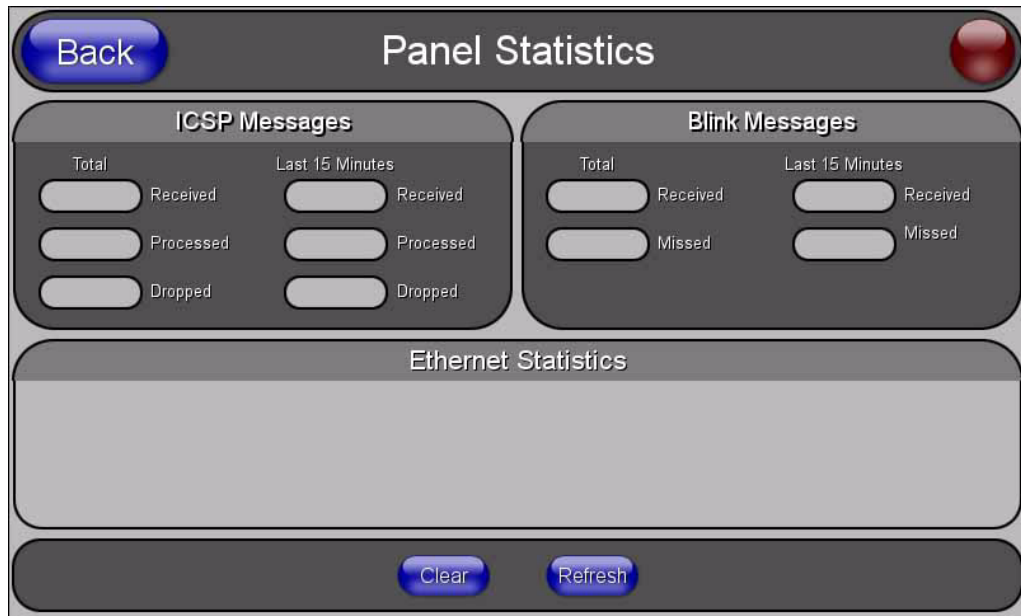 Back
Panel Statistics
ICSP Messages
Total
Last 15 Minutes
Received
Received
Processed
Processed
Dropped
Dropped
Blink Messages
Total
Last 15 Minutes
Received
Received
Missed
Missed
Ethernet Statistics
Clear
Refresh